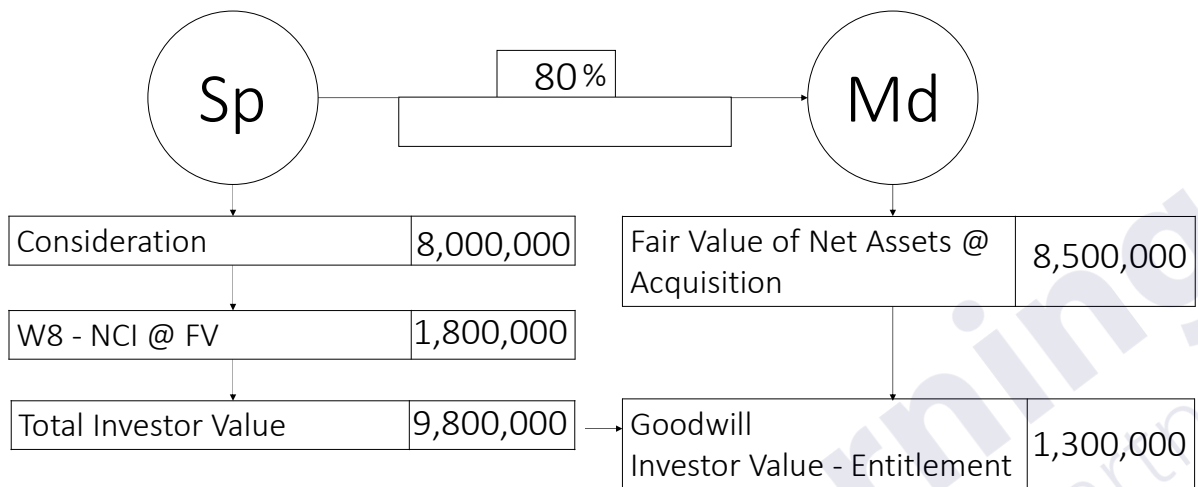 Sp
80%
Md
Consideration 8,000,000
Fair Value of Net Assets @
Acquisition 8,500,000
W8 - NCI @ FV 1,800,000
Total Investor Value 9,800,000
Goodwill
Investor Value - Entitlement 1,300,000